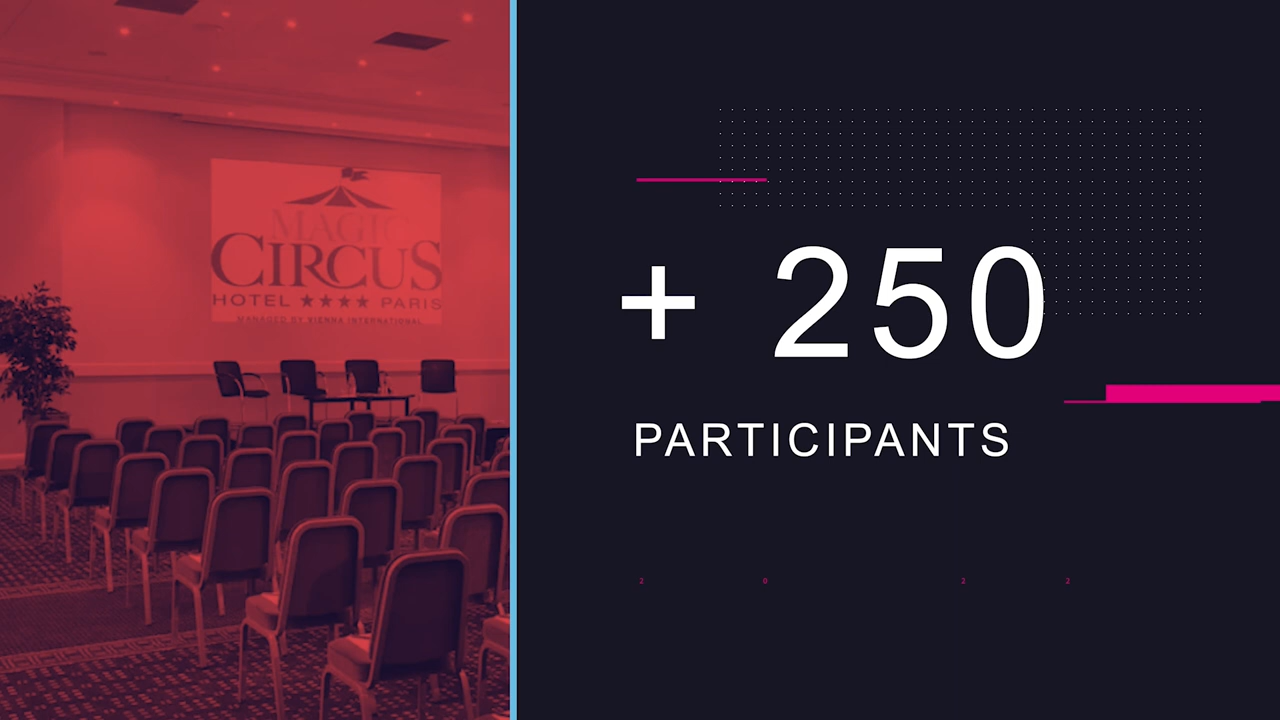 MAGIC
CIRCUS
HOTEL ★★★★ PARIS
MANAGED BY VIENNA INTERNATIONAL
+ 250
PARTICIPANTS
2 0 2 2